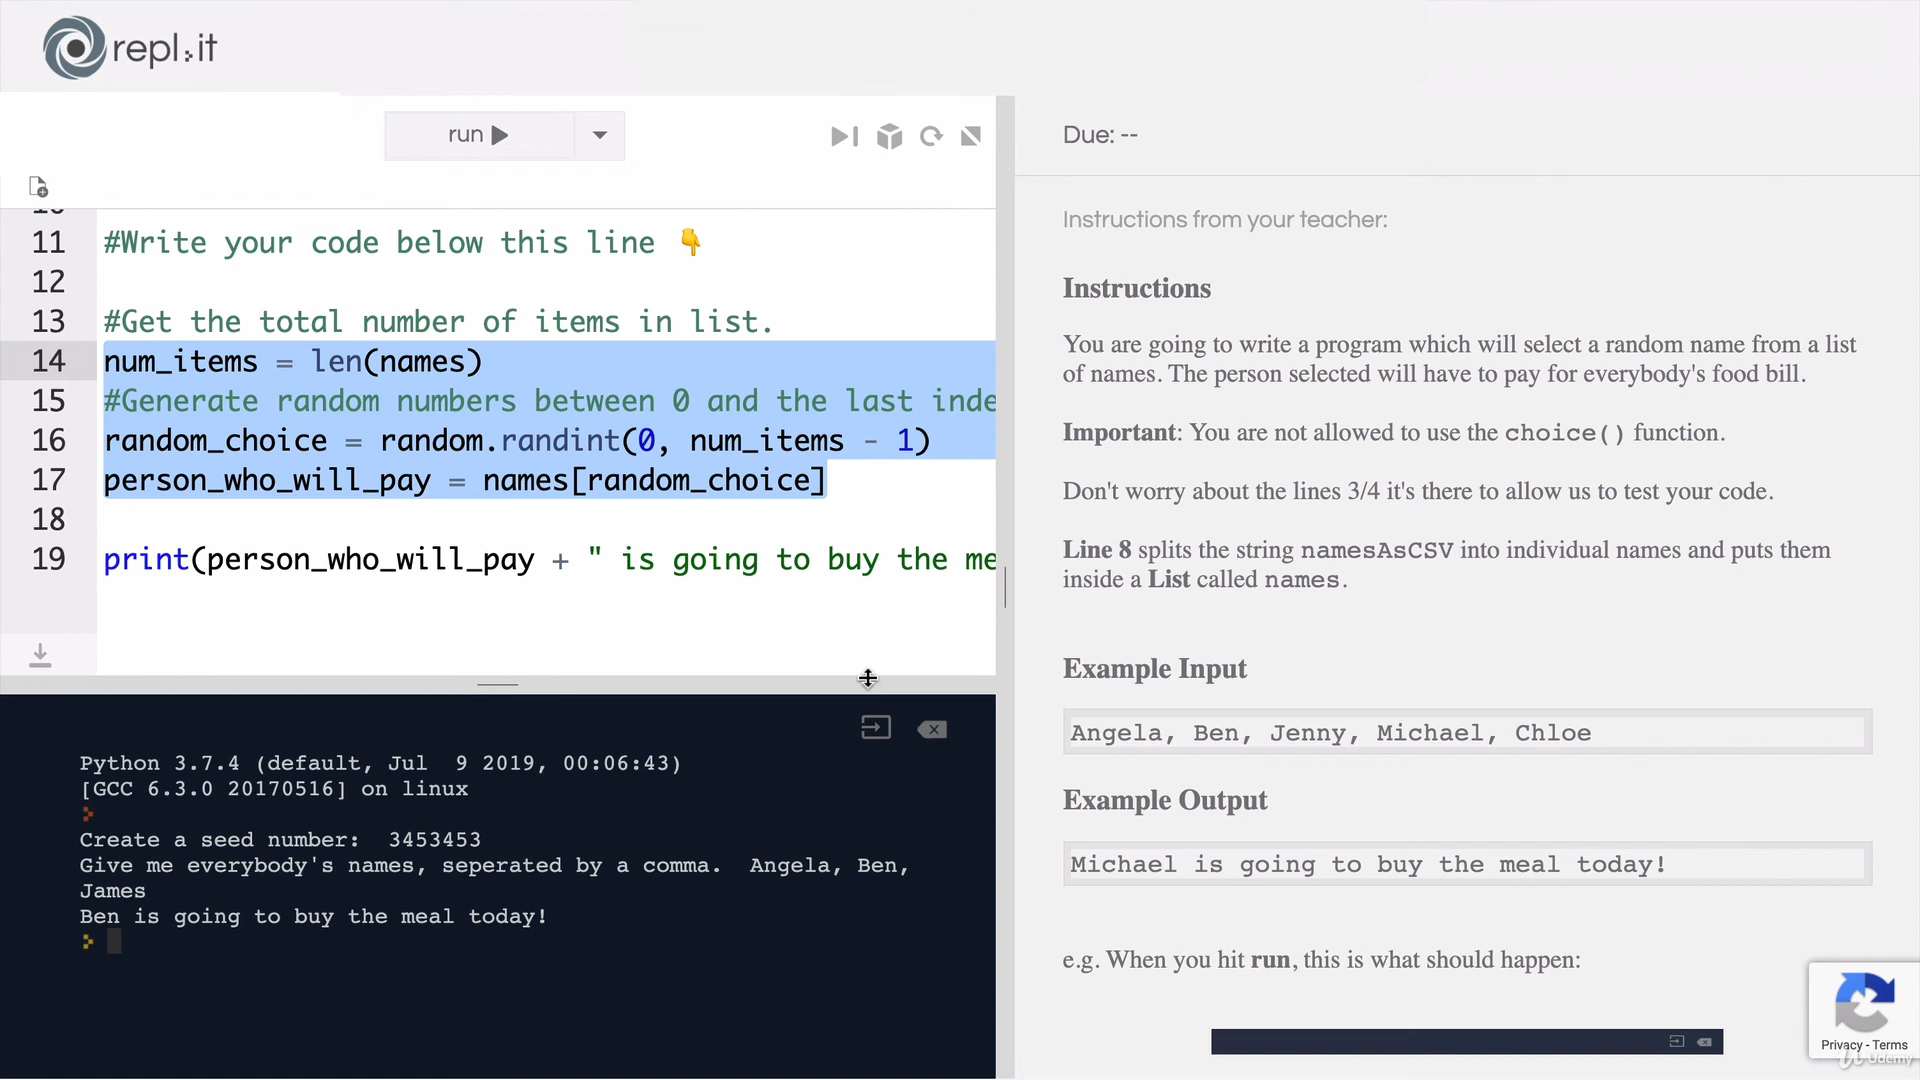 repl.it
run
Due: --
Instructions from your teacher:
11 #Write your code below this line 👇
12
13 #Get the total number of items in list.
14 num_items = len(names)
15 #Generate random numbers between 0 and the last inde
16 random_choice = random.randint(0, num_items - 1)
17 person_who_will_pay = names[random_choice]
18
19 print(person_who_will_pay + " is going to buy the me
Python 3.7.4 (default, Jul  9 2019, 00:06:43)
[GCC 6.3.0 20170516] on linux
Create a seed number:  3453453
Give me everybody's names, seperated by a comma.  Angela, Ben,
James
Ben is going to buy the meal today!
Instructions
You are going to write a program which will select a random name from a list
of names. The person selected will have to pay for everybody's food bill.
Important: You are not allowed to use the choice() function.
Don't worry about the lines 3/4 it's there to allow us to test your code.
Line 8 splits the string namesAsCSV into individual names and puts them
inside a List called names.
Example Input
Angela, Ben, Jenny, Michael, Chloe
Example Output
Michael is going to buy the meal today!
e.g. When you hit run, this is what should happen:
Privacy - Terms
Udemy